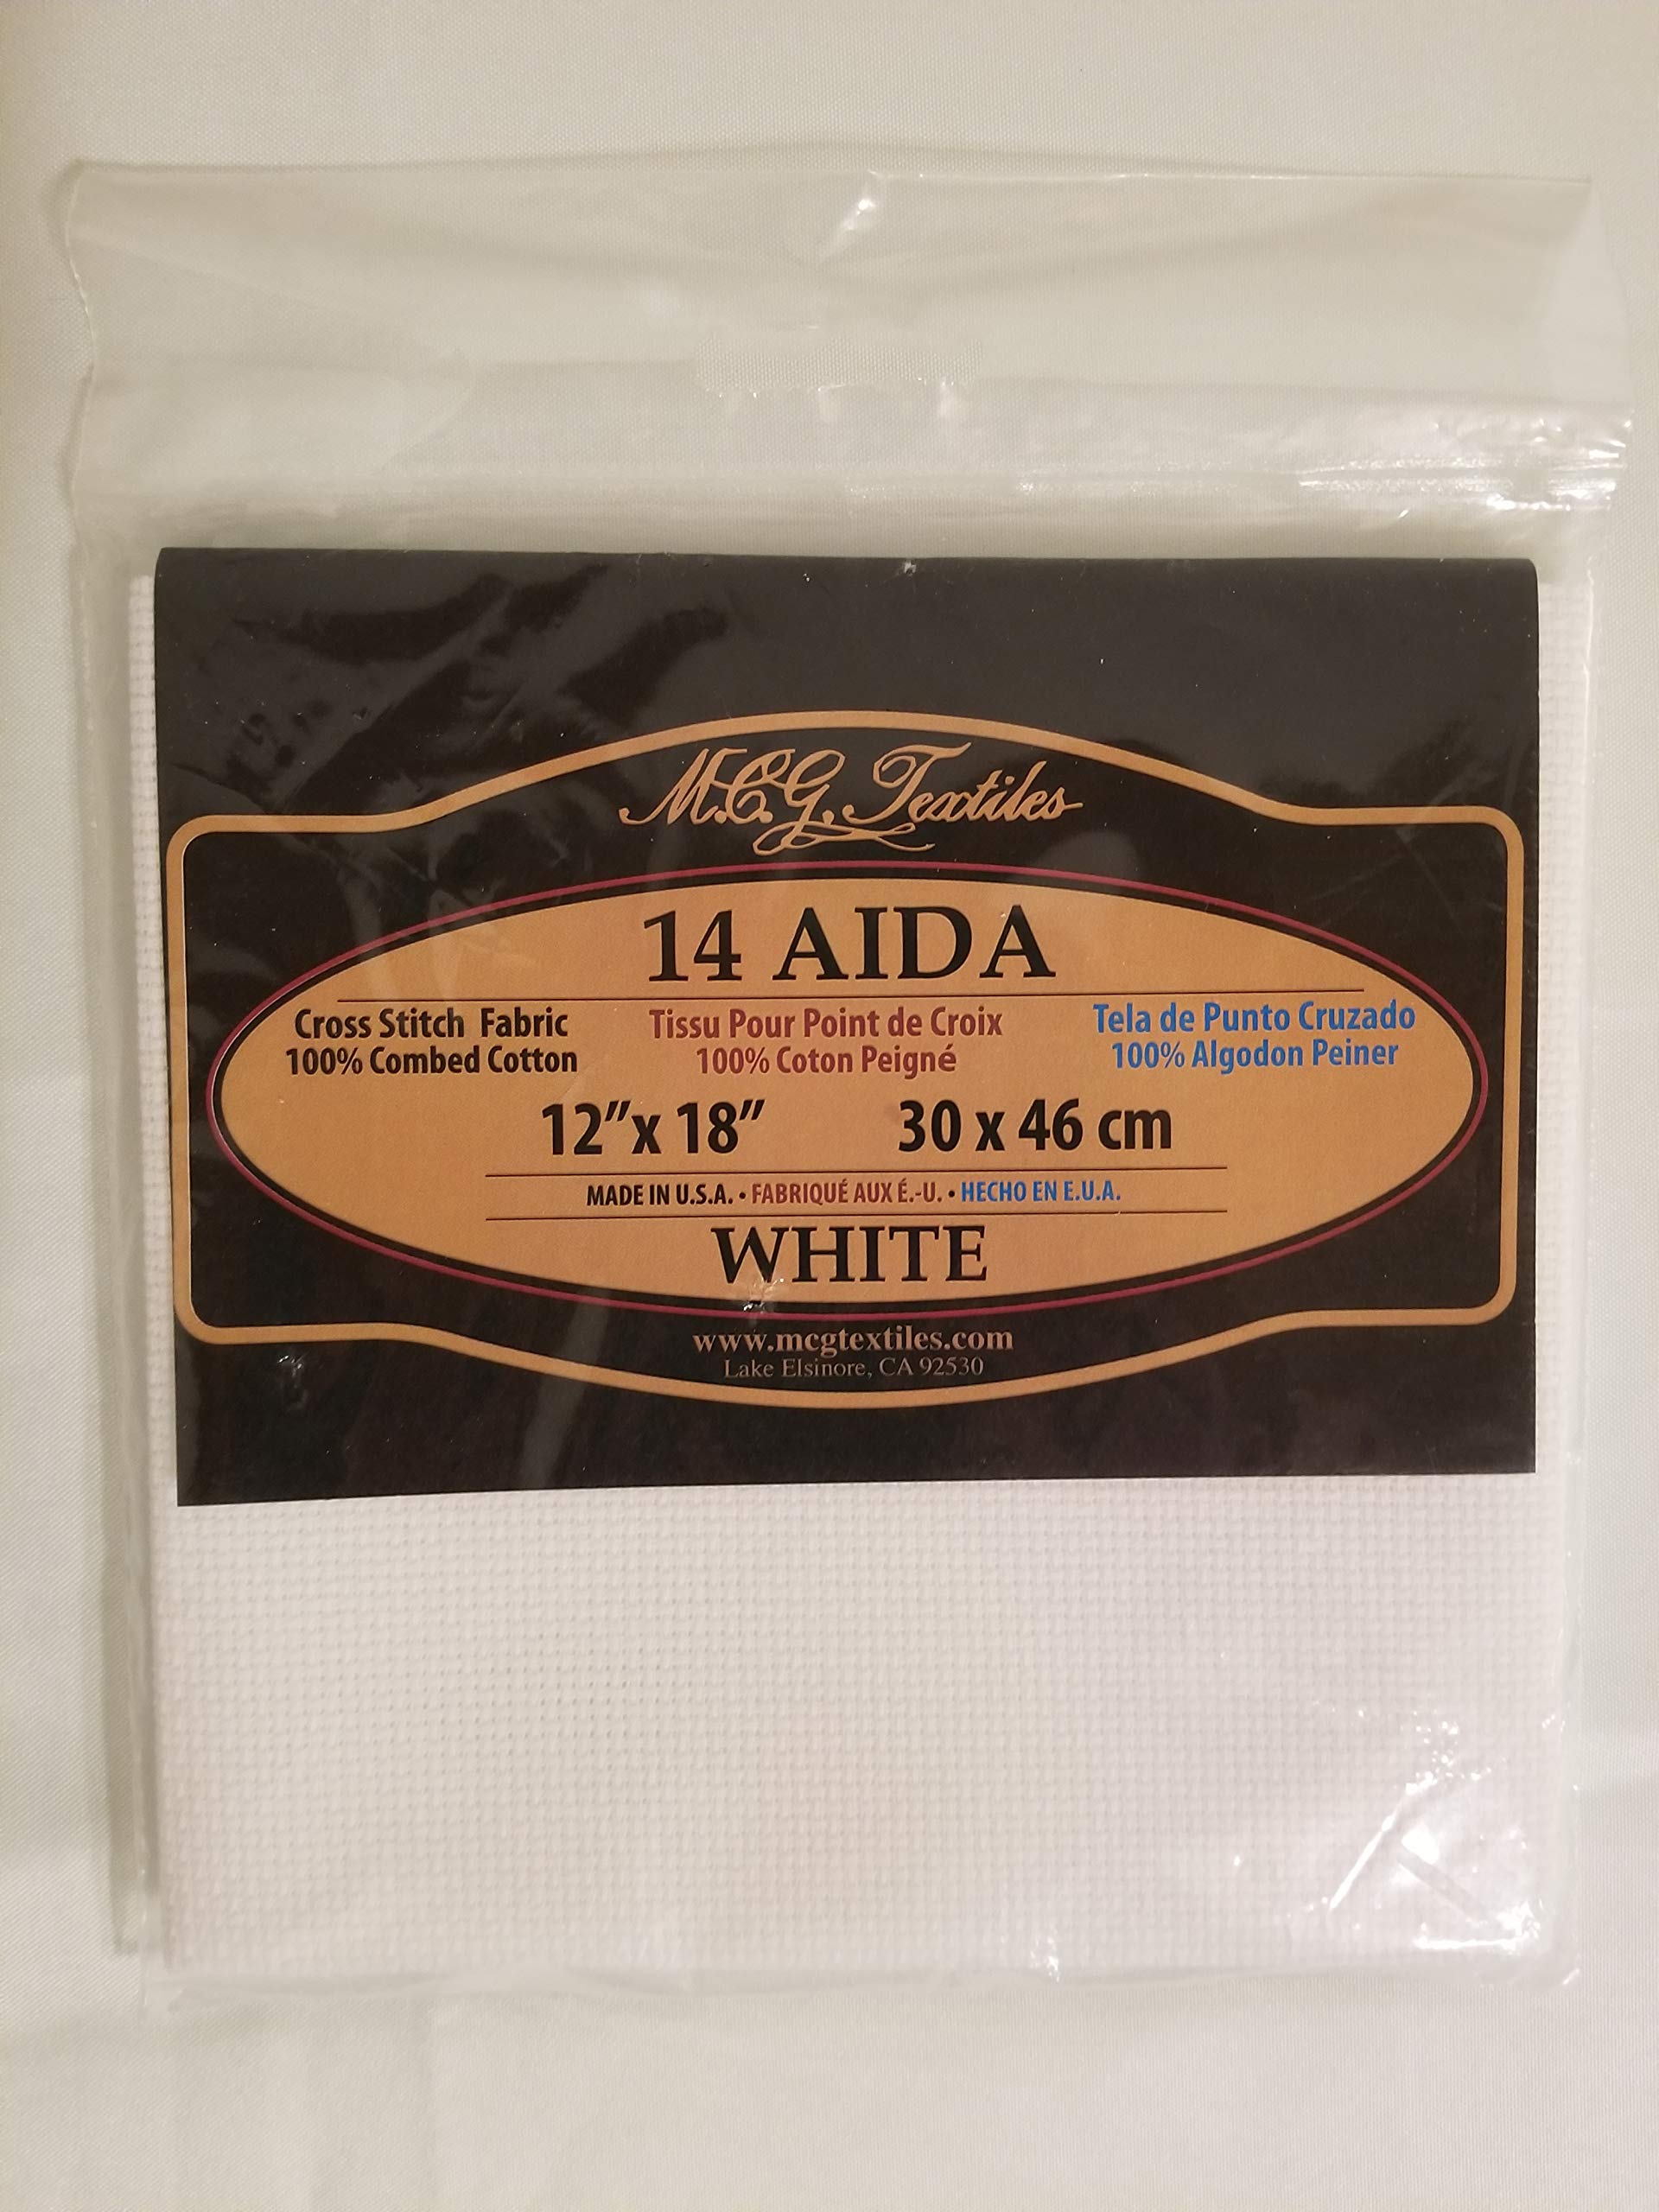 M.C.G. Textiles
14 AIDA
Cross Stitch Fabric
100% Combed Cotton
Tissu Pour Point de Croix
100% Coton Peigné
Tela de Punto Cruzado
100% Algodon Peiner
12”x 18” 30 x 46 cm
MADE IN U.S.A. • FABRIQUÉ AUX É.-U. • HECHO EN E.U.A.
WHITE
www.mcgtextiles.com
Lake Elsinore, CA 92530